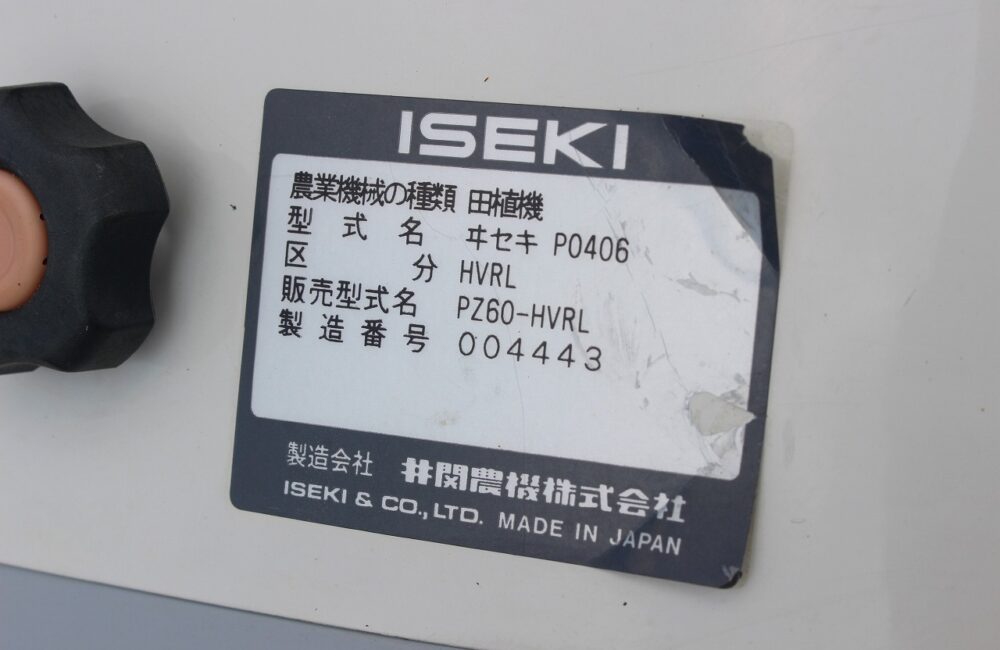 ISEKI
農業機械の種類 田植機
型式名 ヰセキ P0406
区分 HVRL
販売型式名 PZ60-HVRL
製造番号 004443
製造会社 井関農機株式会社
ISEKI & CO.,LTD. MADE IN JAPAN